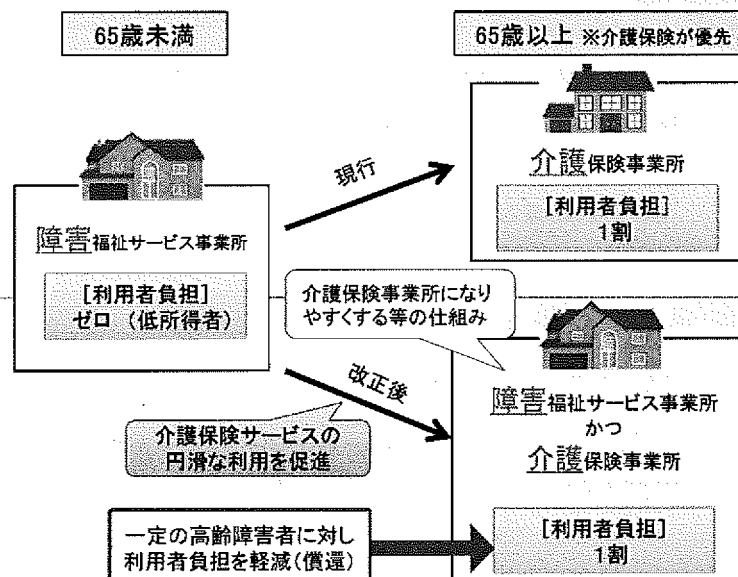 65歳未満
65歳以上 ※介護保険が優先
現行
介護保険事業所
[利用者負担]
1割
障害福祉サービス事業所
[利用者負担]
ゼロ (低所得者)
介護保険事業所になり
やすくする等の仕組み
改正後
介護保険サービスの
円滑な利用を促進
障害福祉サービス事業所
かつ
介護保険事業所
一定の高齢障害者に対し
利用者負担を軽減(償還)
[利用者負担]
1割